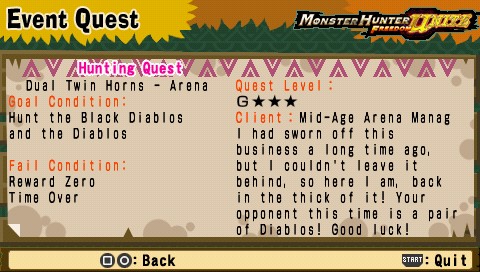 Event Quest
MONSTER HUNTER
FREEDOM UNITE
Hunting Quest
Dual Twin Horns - Arena
Goal Condition:
Hunt the Black Diablos
and the Diablos
Fail Condition:
Reward Zero
Time Over
Quest Level:
G★★★
Client:Mid-Age Arena Manag
I had sworn off this
business a long time ago,
but I couldn't leave it
behind, so here I am, back
in the thick of it! Your
opponent this time is a pair
of Diablos! Good luck!
: Back
START: Quit